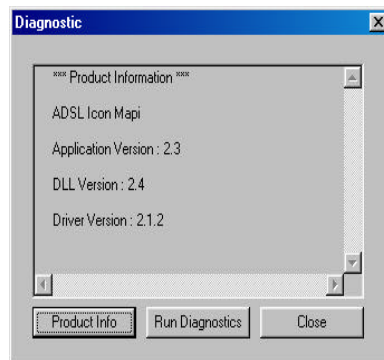 Diagnostic
*** Product Information ***
ADSL Icon Mapi
Application Version : 2.3
DLL Version : 2.4
Driver Version : 2.1.2
Product Info
Run Diagnostics
Close